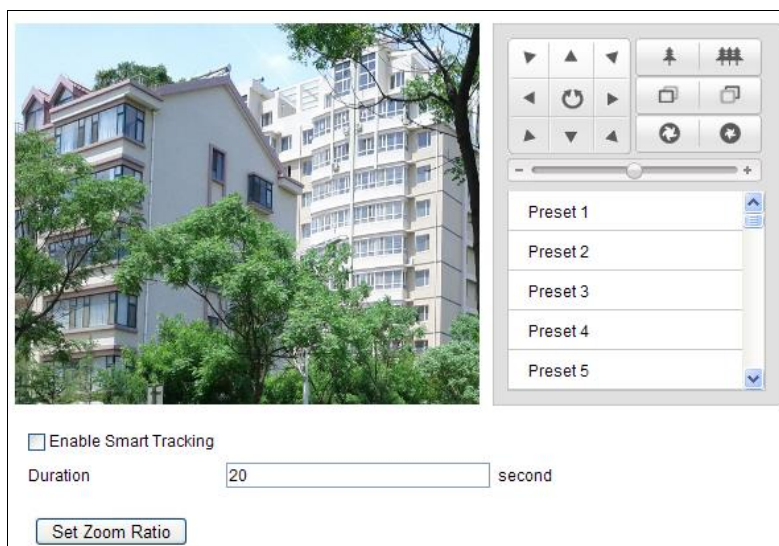 Preset 1
Preset 2
Preset 3
Preset 4
Preset 5
Enable Smart Tracking
Duration 20 second
Set Zoom Ratio